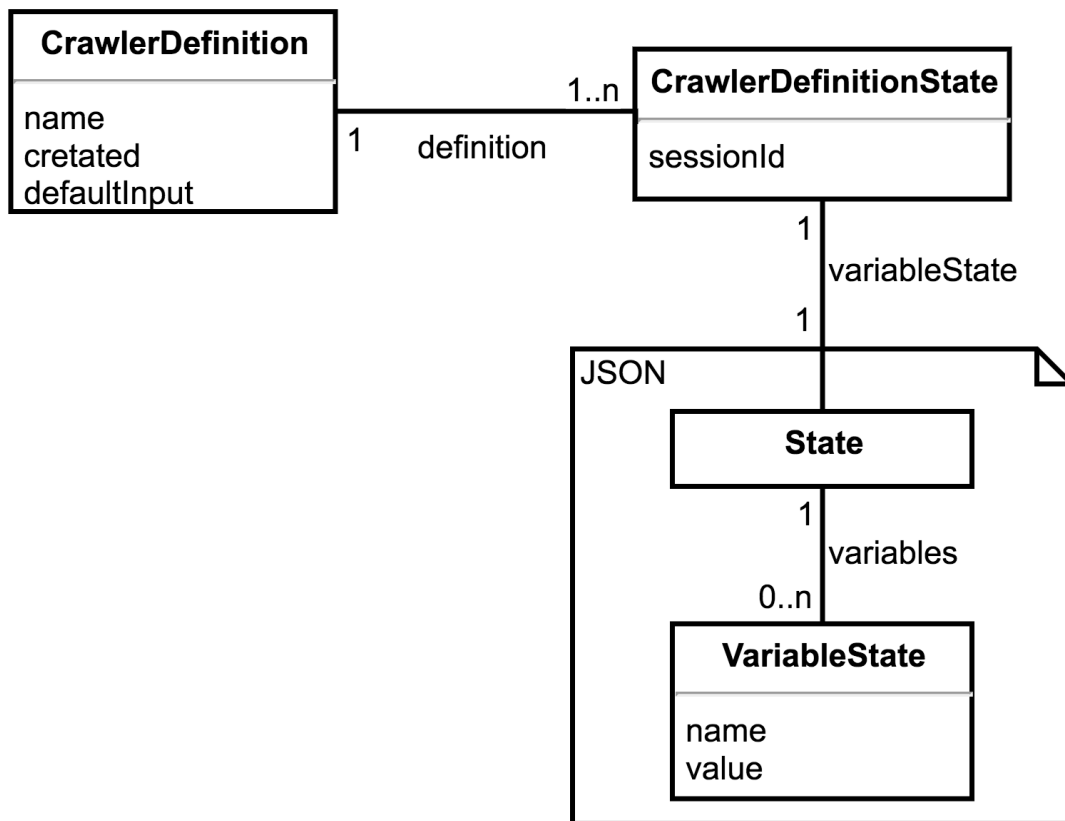 CrawlerDefinition
name
cretated
defaultInput
1
definition
1..n
CrawlerDefinitionState
sessionId
1
variableState
1
JSON
State
1
variables
0..n
VariableState
name
value